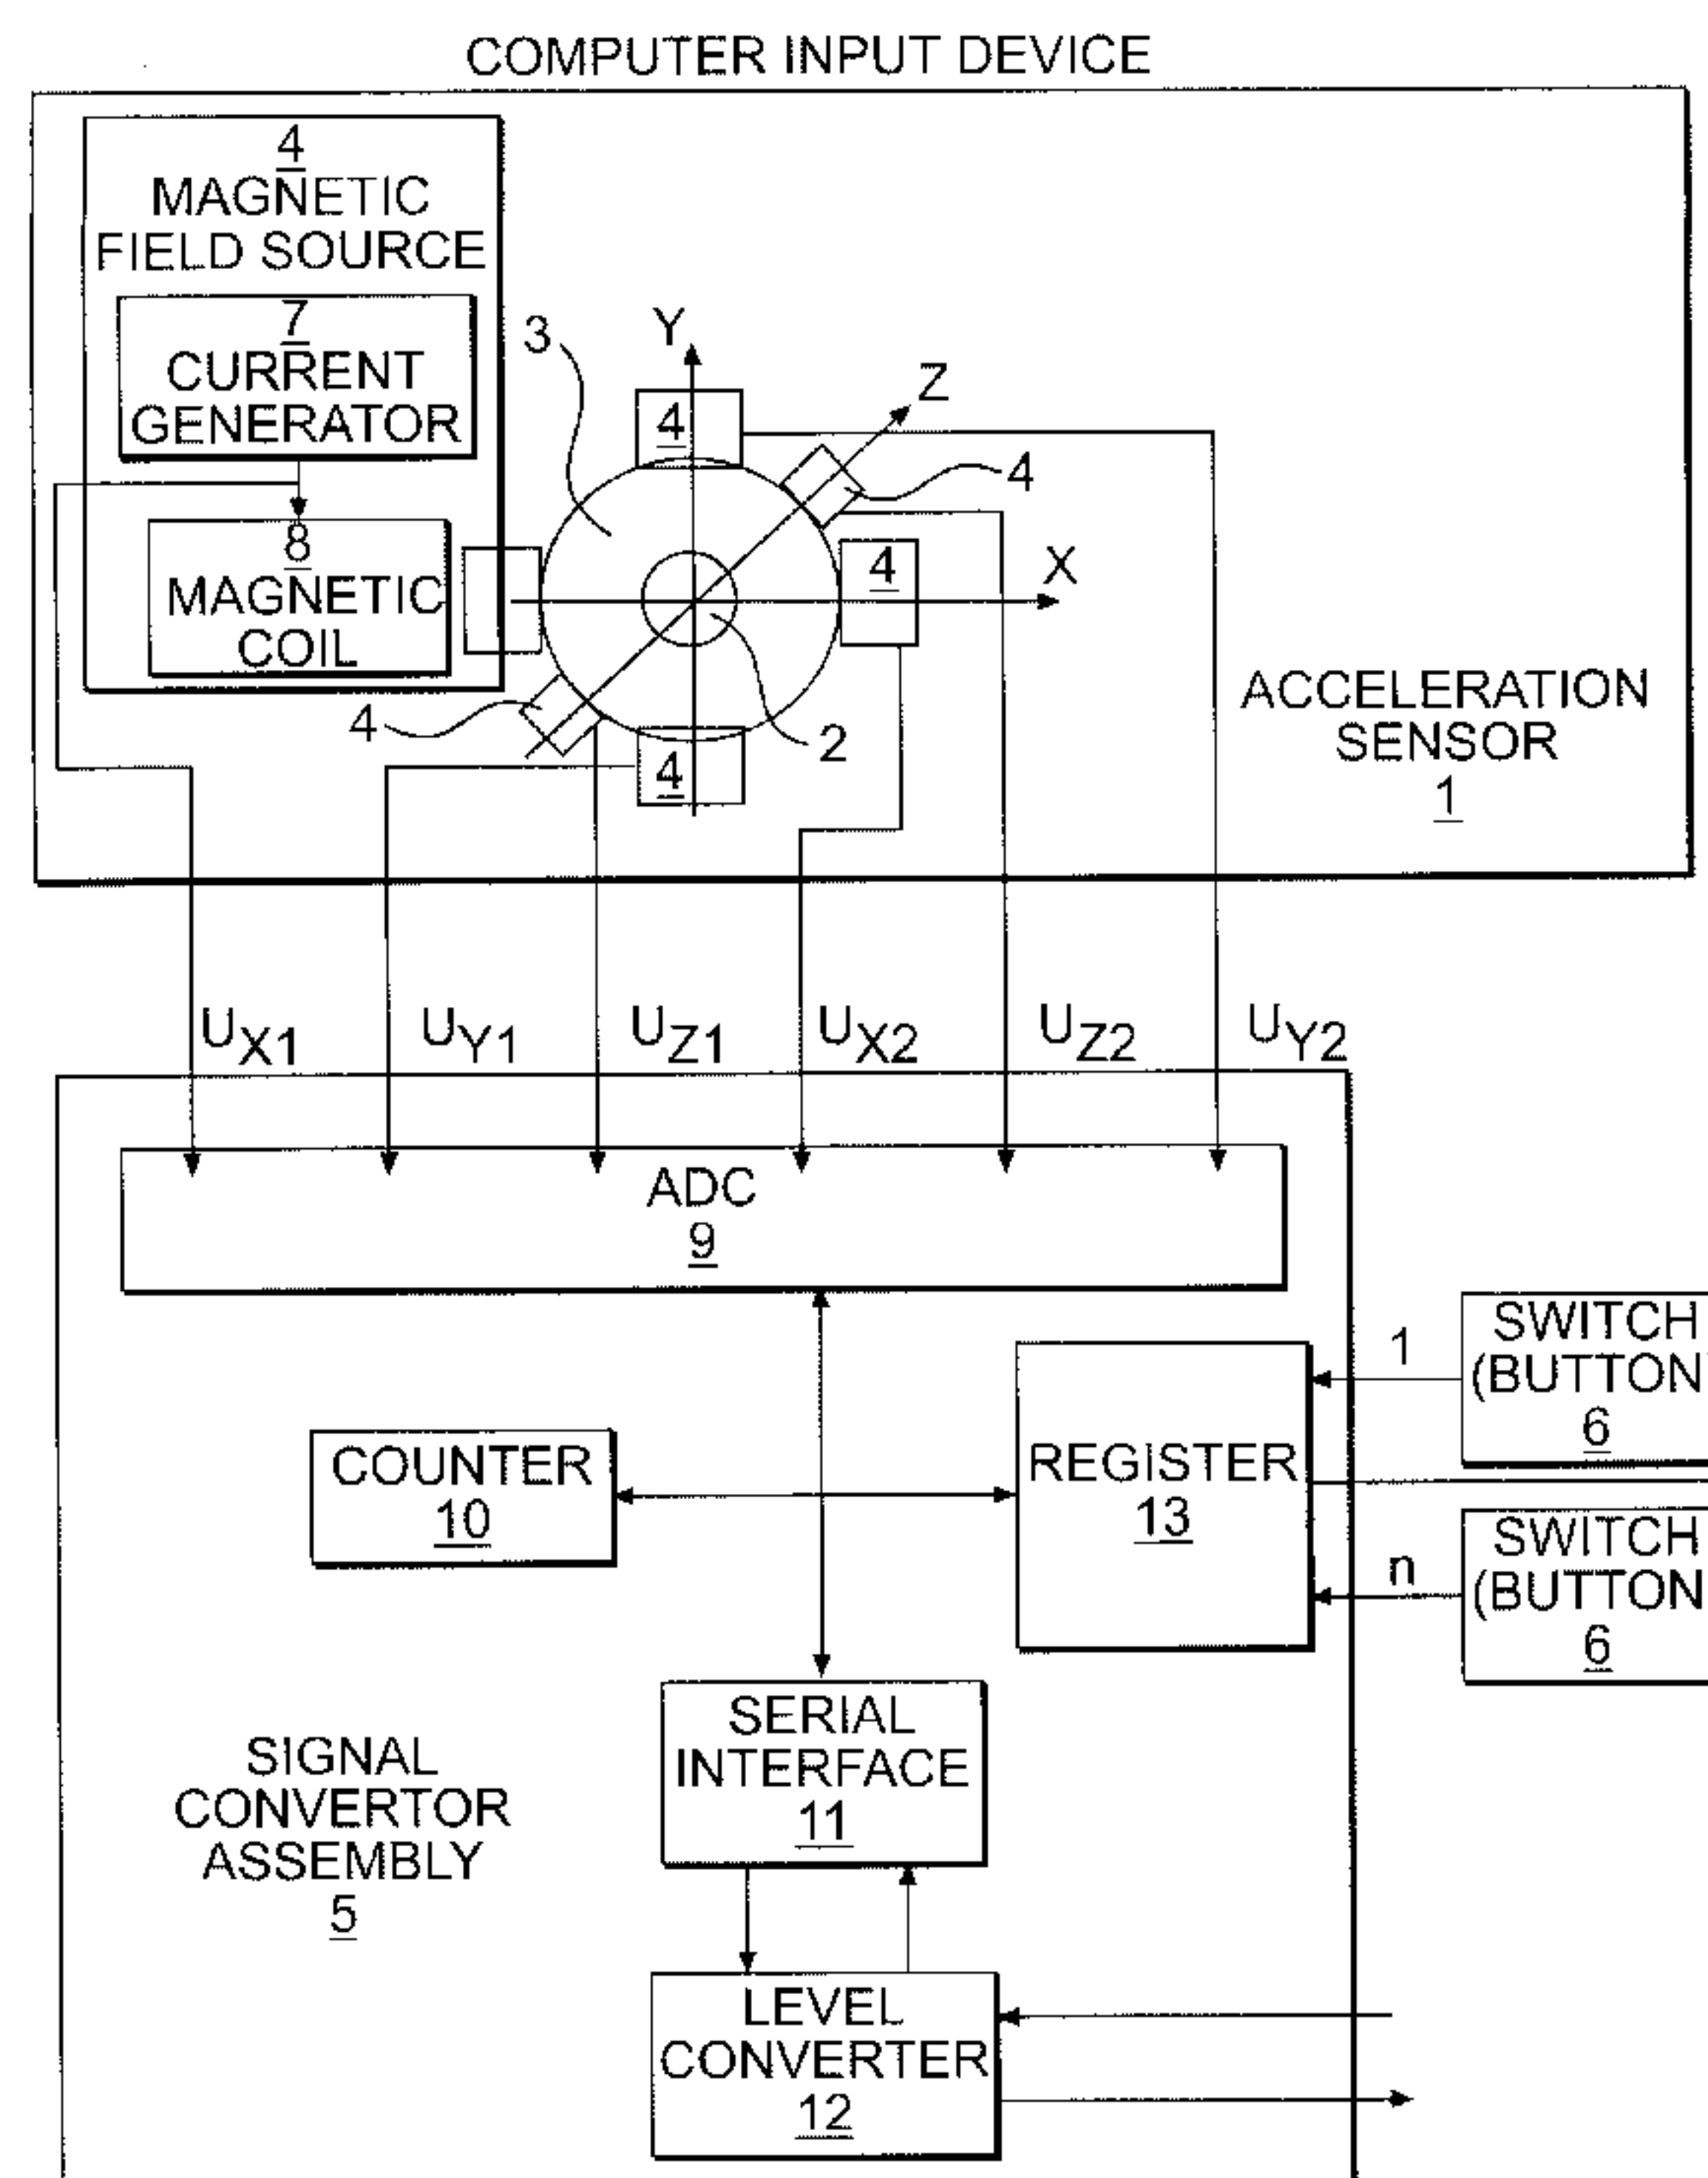 COMPUTER INPUT DEVICE
4
MAGNETIC
FIELD SOURCE
7
CURRENT
GENERATOR
8
MAGNETIC
COIL
3
Y
Z
4
4
4
X
4
4
2
ACCELERATION
SENSOR
1
UX1
UY1
UZ1
UX2
UZ2
UY2
ADC
9
COUNTER
10
REGISTER
13
1
SWITCH
(BUTTON
6
n
SWITCH
(BUTTON
6
SERIAL
INTERFACE
11
SIGNAL
CONVERTOR
ASSEMBLY
5
LEVEL
CONVERTER
12